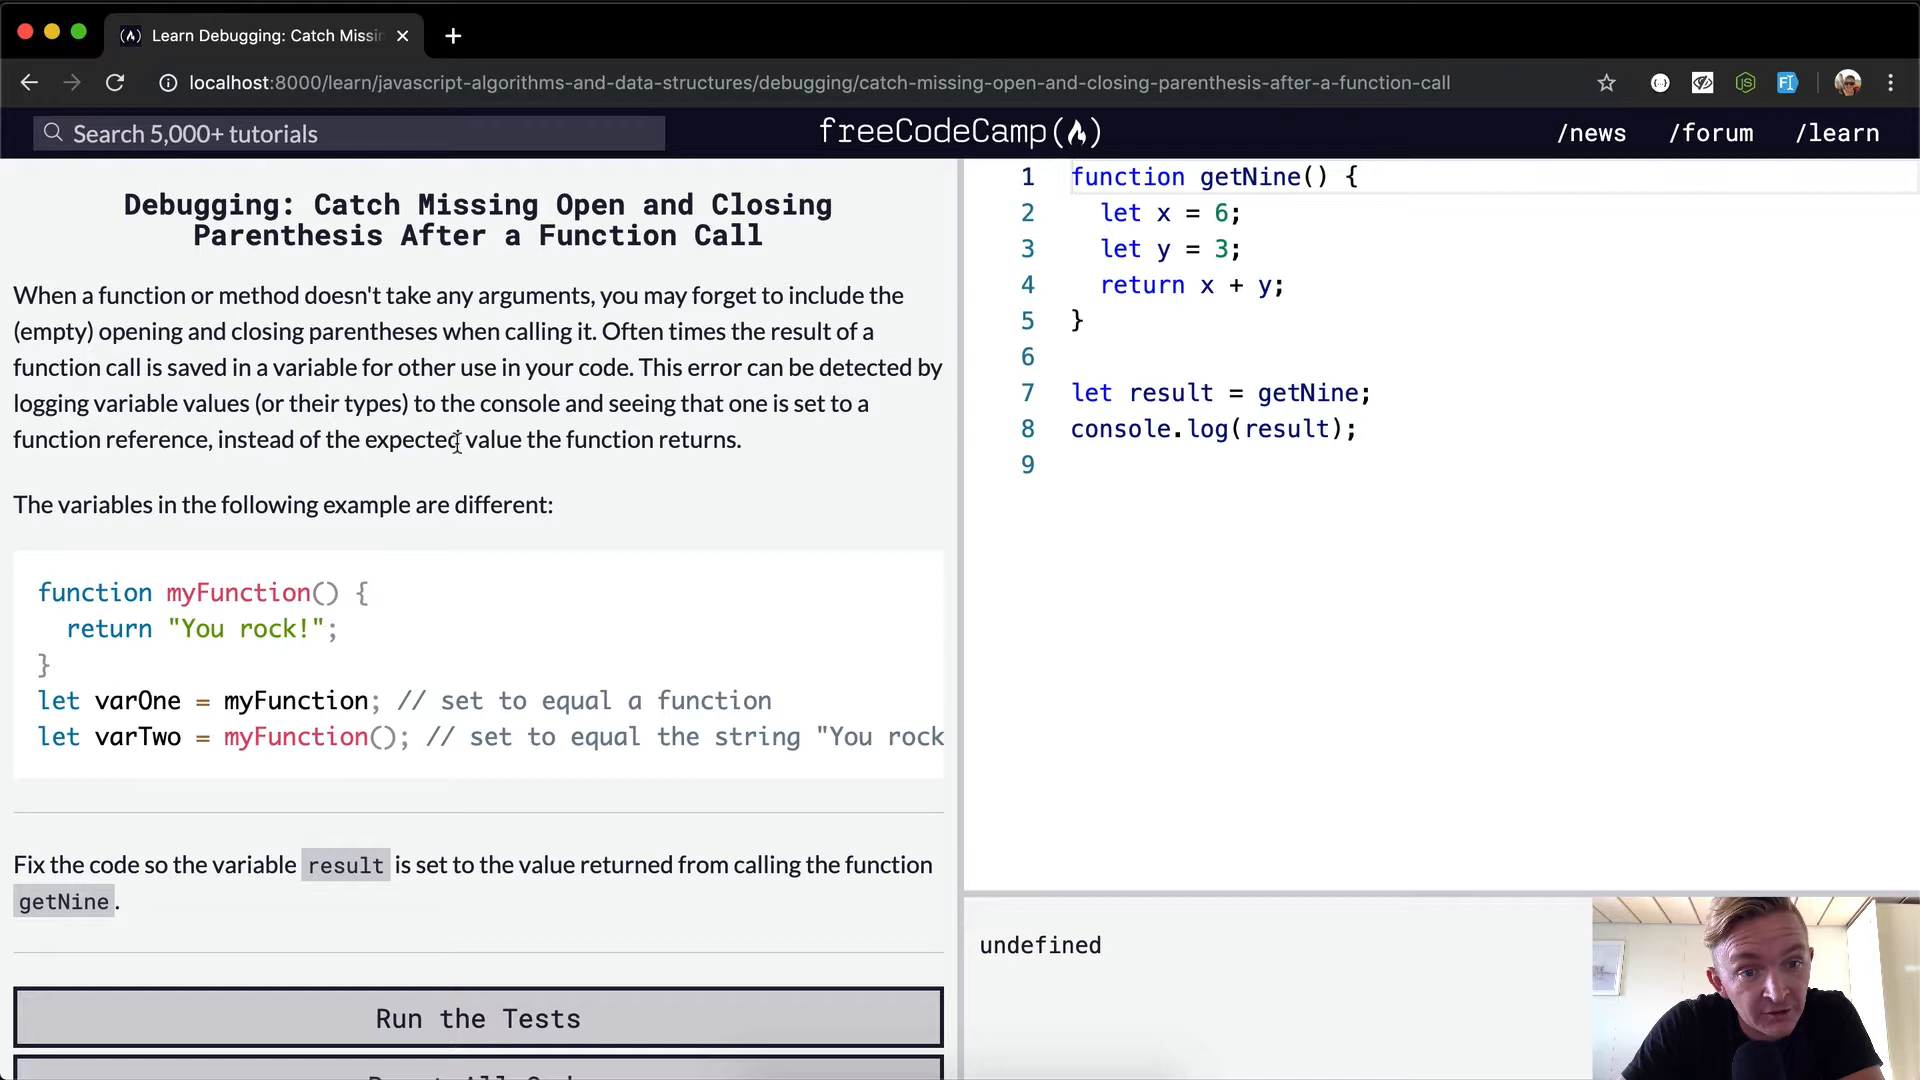 Learn Debugging: Catch Missin
localhost:8000/learn/javascript-algorithms-and-data-structures/debugging/catch-missing-open-and-closing-parenthesis-after-a-function-call
Search 5,000+ tutorials
freeCodeCamp
/news
/forum
/learn
Debugging: Catch Missing Open and Closing
Parenthesis After a Function Call
When a function or method doesn't take any arguments, you may forget to include the
(empty) opening and closing parentheses when calling it. Often times the result of a
function call is saved in a variable for other use in your code. This error can be detected by
logging variable values (or their types) to the console and seeing that one is set to a
function reference, instead of the expected value the function returns.
The variables in the following example are different:
function myFunction() {
return "You rock!";
}
let varOne = myFunction; // set to equal a function
let varTwo = myFunction(); // set to equal the string "You rock
Fix the code so the variable result is set to the value returned from calling the function
getNine.
Run the Tests
1 function getNine() {
2 let x = 6;
3 let y = 3;
4 return x + y;
5 }
6
7 let result = getNine;
8 console.log(result);
9
undefined